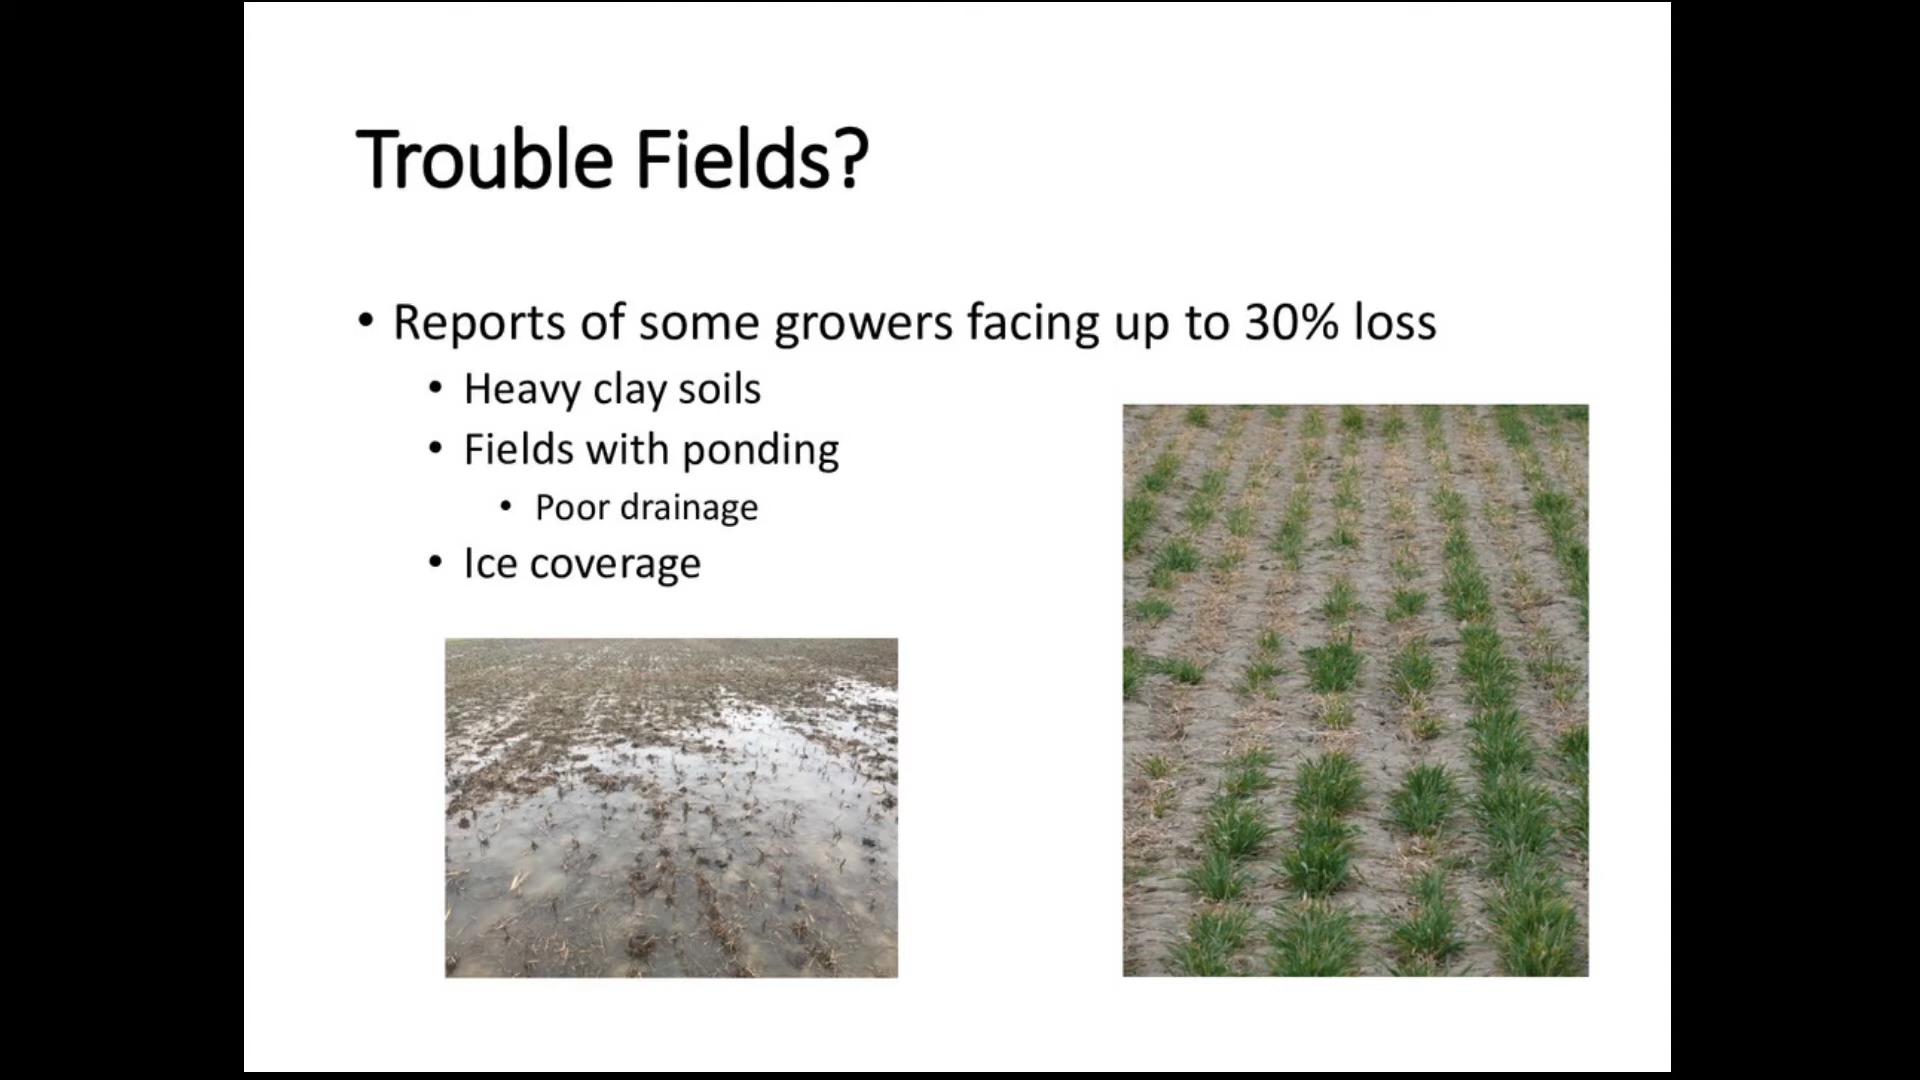 Trouble Fields?
• Reports of some growers facing up to 30% loss
• Heavy clay soils
• Fields with ponding
• Poor drainage
• Ice coverage